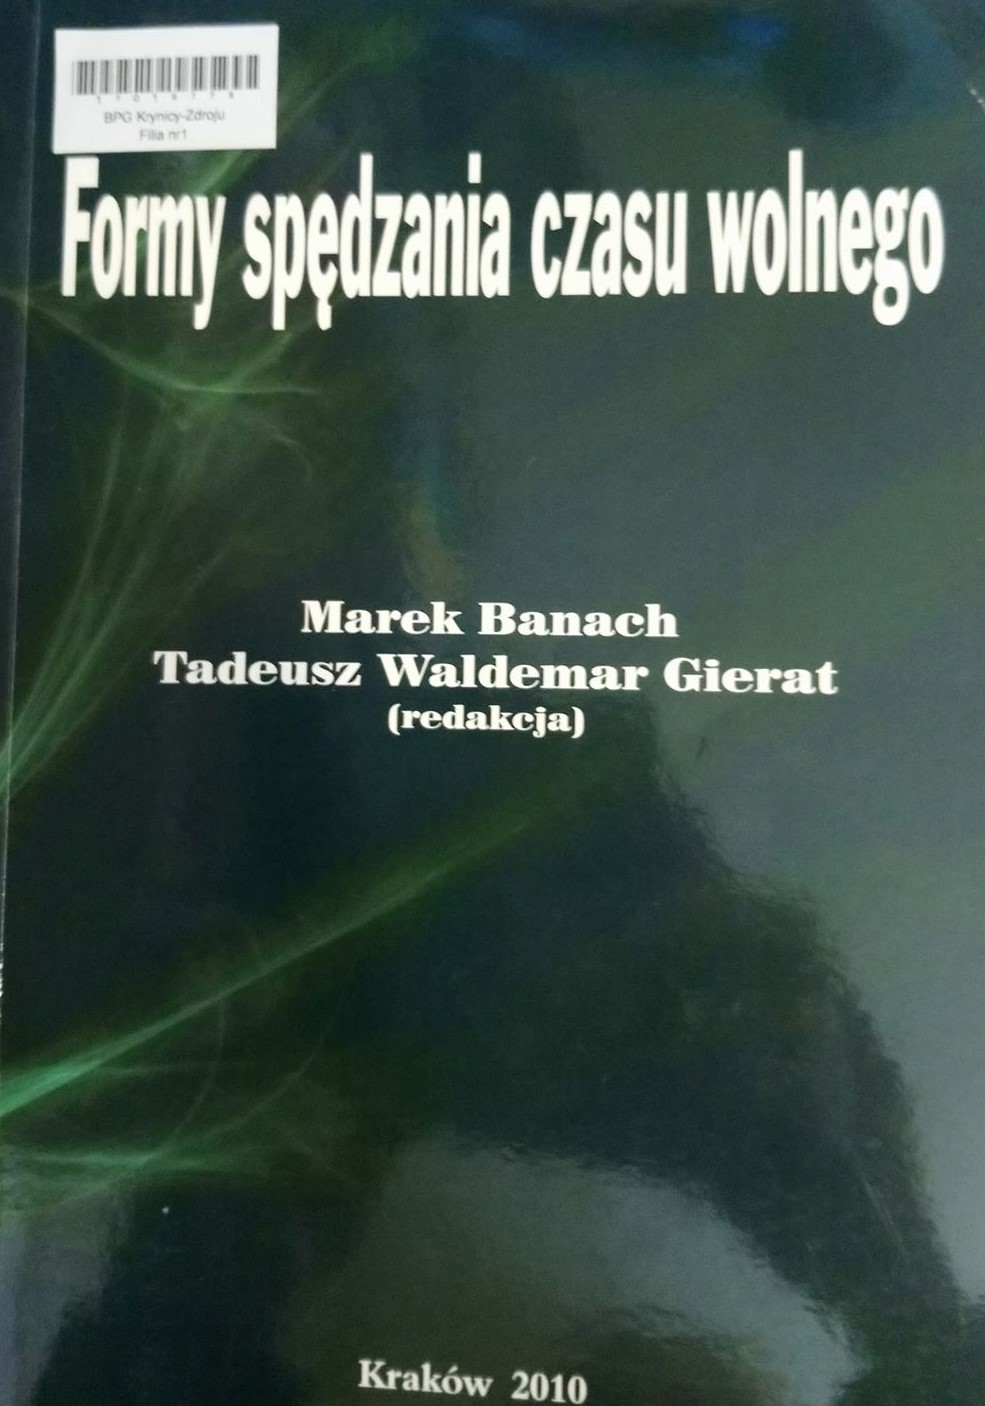 BPG Krynicy-Zdroju
Filia nr1
Formy spędzania czasu wolnego
Marek Banach
Tadeusz Waldemar Gierat
(redakcja)
Kraków 2010